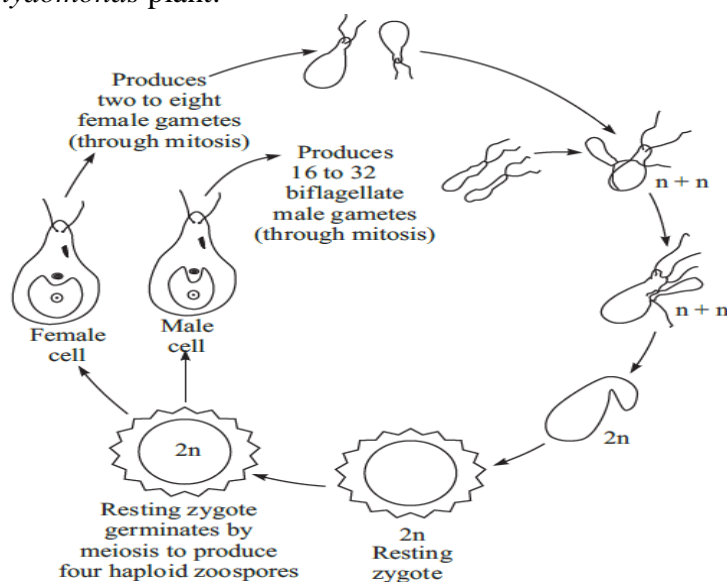 plant.
Produces
two to eight
female gametes
(through mitosis)
Produces
16 to 32
biflagellate
male gametes
(through mitosis)
n + n
n + n
Female
cell
Male
cell
2n
2n
Resting zygote
germinates by
meiosis to produce
four haploid zoospores
2n
Resting
zygote